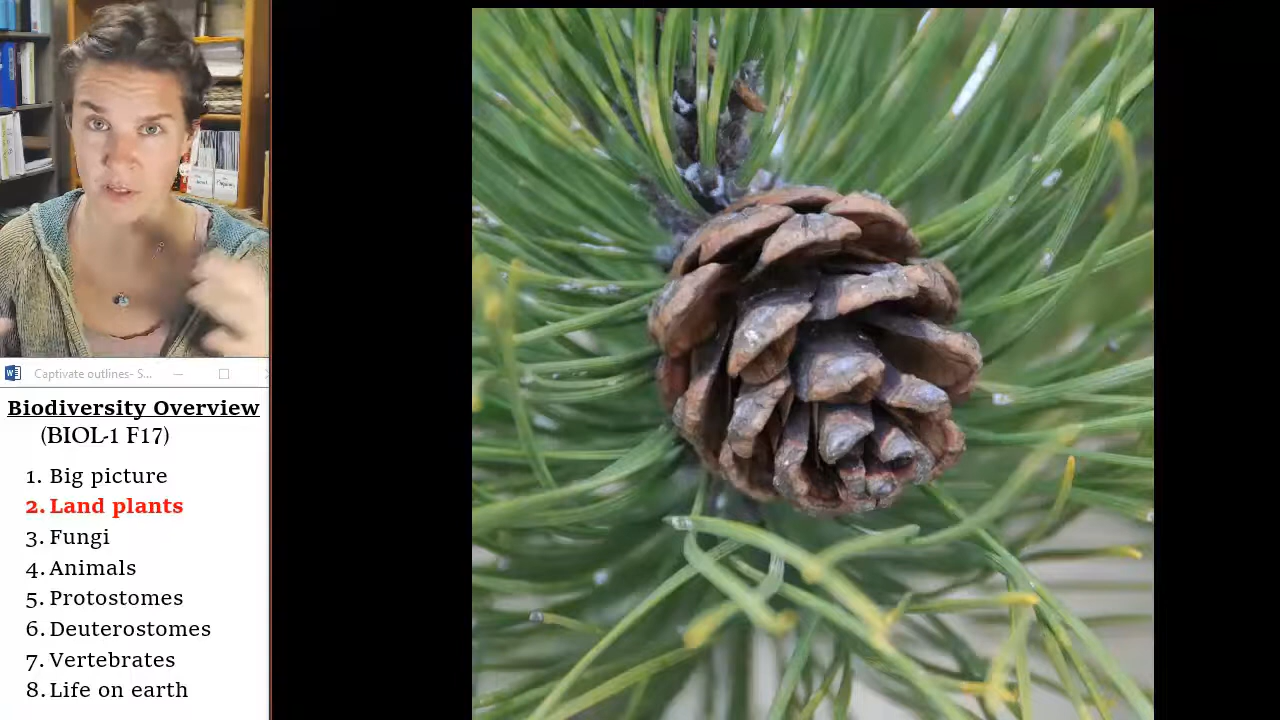 Captivate outlines- S...
Biodiversity Overview
(BIOL-1 F17)
1. Big picture
2. Land plants
3. Fungi
4. Animals
5. Protostomes
6. Deuterostomes
7. Vertebrates
8. Life on earth